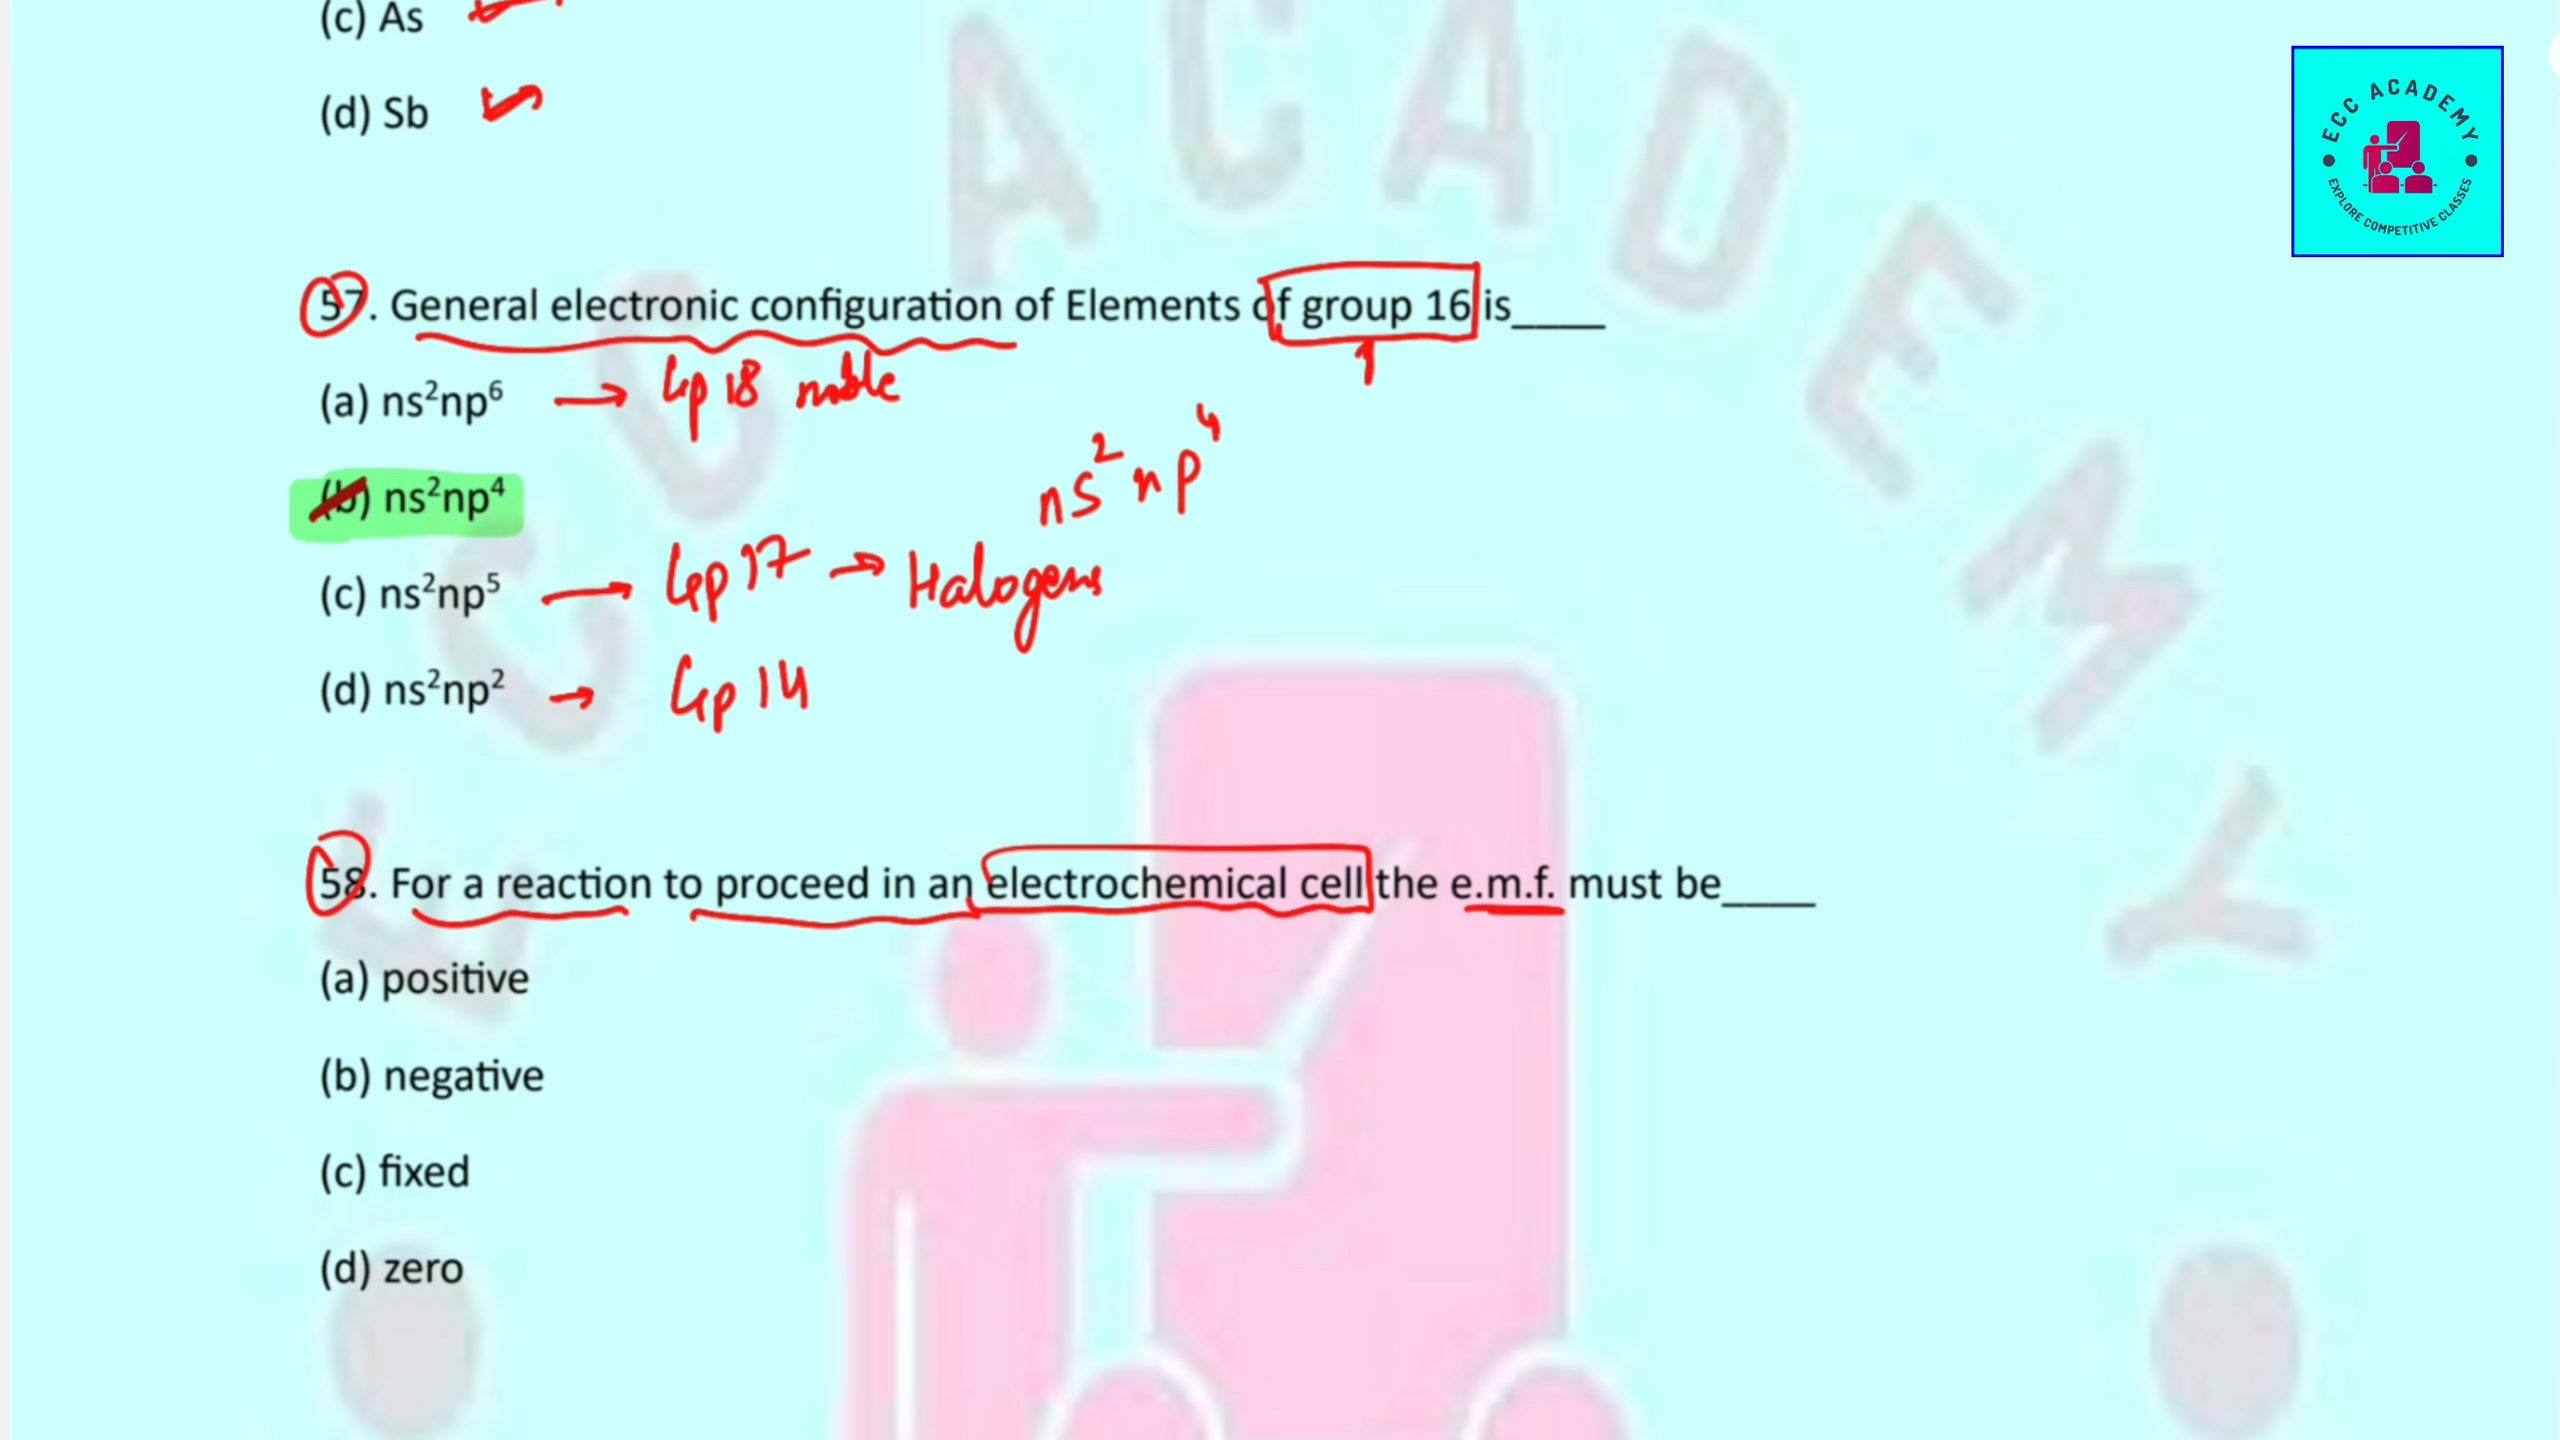 (c) As
(d) Sb
ECC ACADEMY
EXPLORE COMPETITIVE CLASSES
57. General electronic configuration of Elements of group 16 is____
(a) ns²np⁶ → Gp 18 noble
ns²np⁴
(b) ns²np⁴
(c) ns²np⁵ → Gp 17 → Halogens
(d) ns²np² → Gp 14
58. For a reaction to proceed in an electrochemical cell the e.m.f. must be____
(a) positive
(b) negative
(c) fixed
(d) zero
ECC ACADEMY